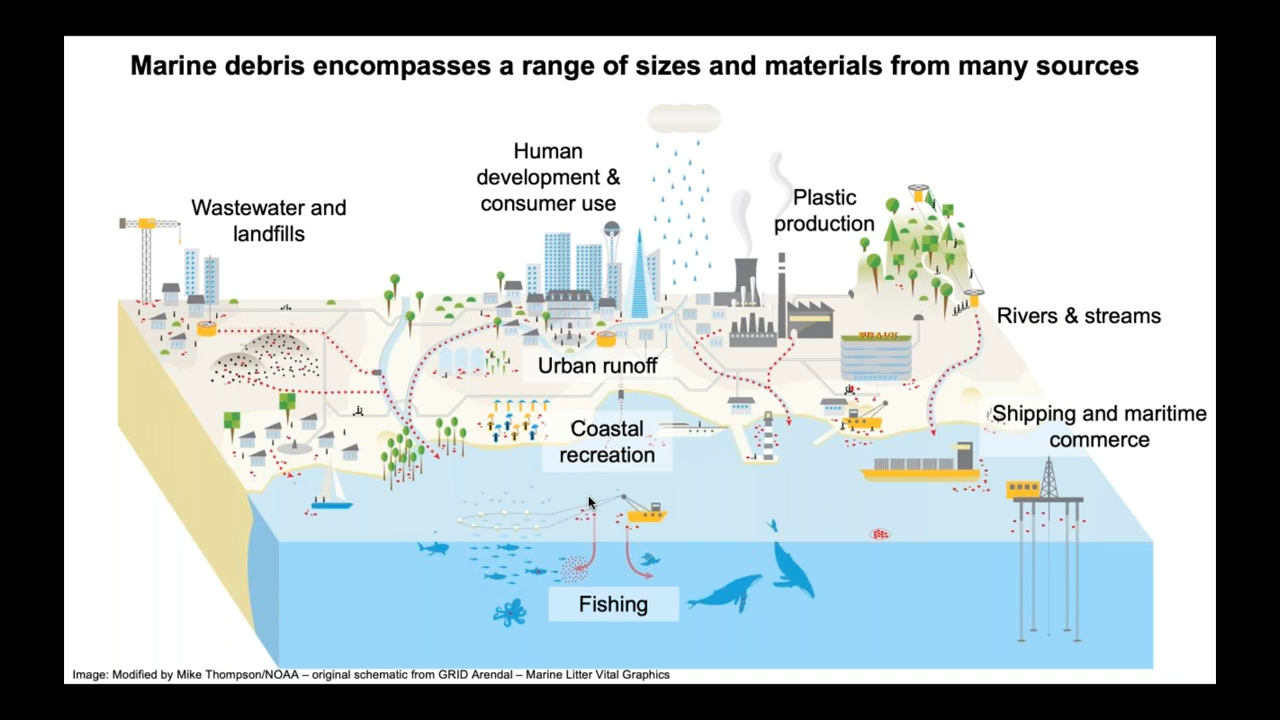 Marine debris encompasses a range of sizes and materials from many sources
Human
development &
consumer use
Wastewater and
landfills
Plastic
production
Rivers & streams
BUY A LOT
Urban runoff
Shipping and maritime
commerce
Coastal
recreation
Fishing
Image: Modified by Mike Thompson/NOAA – original schematic from GRID Arendal – Marine Litter Vital Graphics